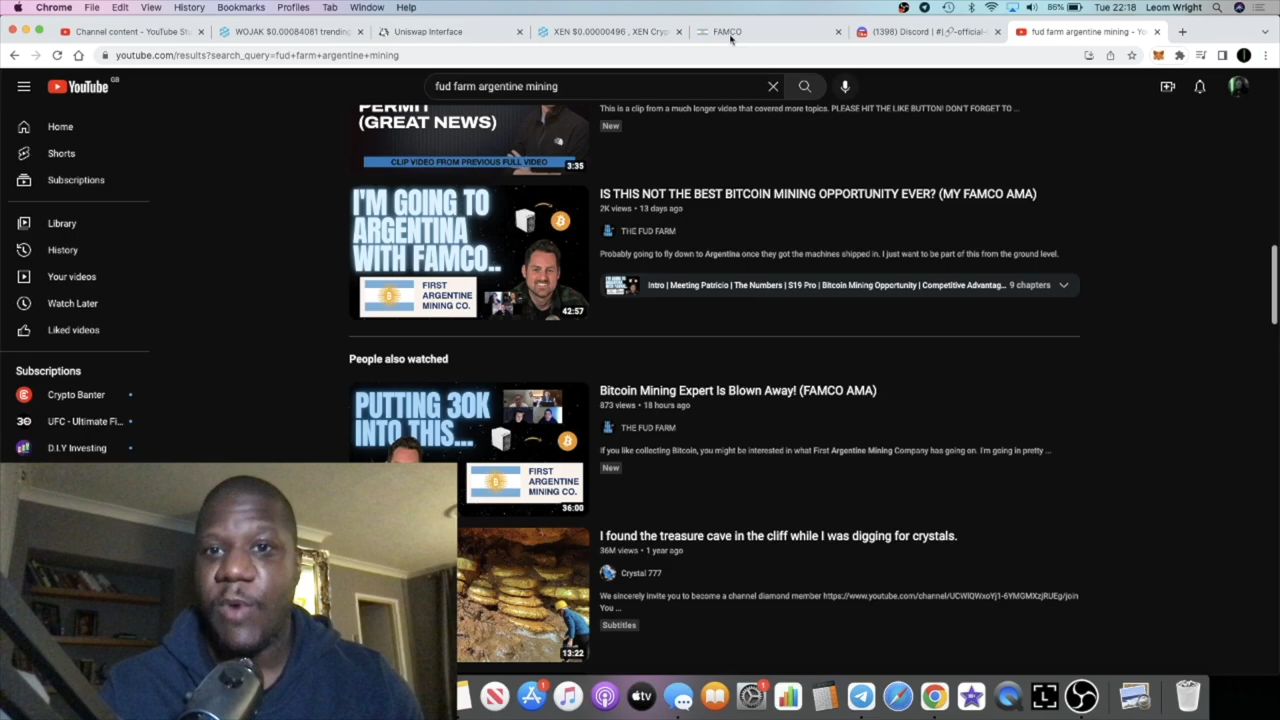 Chrome File Edit View History Bookmarks Profiles Tab Window Help 86% Tue 22:18 Leom Wright
Channel content - YouTube St WOJAK $0.00084081 trending Uniswap Interface XEN $0.00000496 , XEN Cryp FAMCO (1398) Discord | #|🔗-official- fud farm argentine mining - Yo
youtube.com/results?search_query=fud+farm+argentine+mining
YouTube GB
fud farm argentine mining
Home
Shorts
Subscriptions
Library
History
Your videos
Watch Later
Liked videos
Subscriptions
Crypto Banter
UFC - Ultimate Fi...
D.I.Y Investing
PERMIT
(GREAT NEWS)
CLIP VIDEO FROM PREVIOUS FULL VIDEO
3:35
This is a clip from a much longer video that covered more topics. PLEASE HIT THE LIKE BUTTON! DON'T FORGET TO ...
New
I'M GOING TO
ARGENTINA
WITH FAMCO..
FIRST
ARGENTINE
MINING CO.
42:57
IS THIS NOT THE BEST BITCOIN MINING OPPORTUNITY EVER? (MY FAMCO AMA)
2K views • 13 days ago
THE FUD FARM
Probably going to fly down to Argentina once they got the machines shipped in. I just want to be part of this from the ground level.
Intro | Meeting Patricio | The Numbers | S19 Pro | Bitcoin Mining Opportunity | Competitive Advantag... 9 chapters
People also watched
PUTTING 30K
INTO THIS...
FIRST
ARGENTINE
MINING CO.
36:00
Bitcoin Mining Expert Is Blown Away! (FAMCO AMA)
873 views • 18 hours ago
THE FUD FARM
If you like collecting Bitcoin, you might be interested in what First Argentine Mining Company has going on. I'm going in pretty ...
New
13:22
I found the treasure cave in the cliff while I was digging for crystals.
36M views • 1 year ago
Crystal 777
We sincerely invite you to become a channel diamond member https://www.youtube.com/channel/UCWIQWxoYj1-6YMGMXzjRUEg/join
You ...
Subtitles
tv